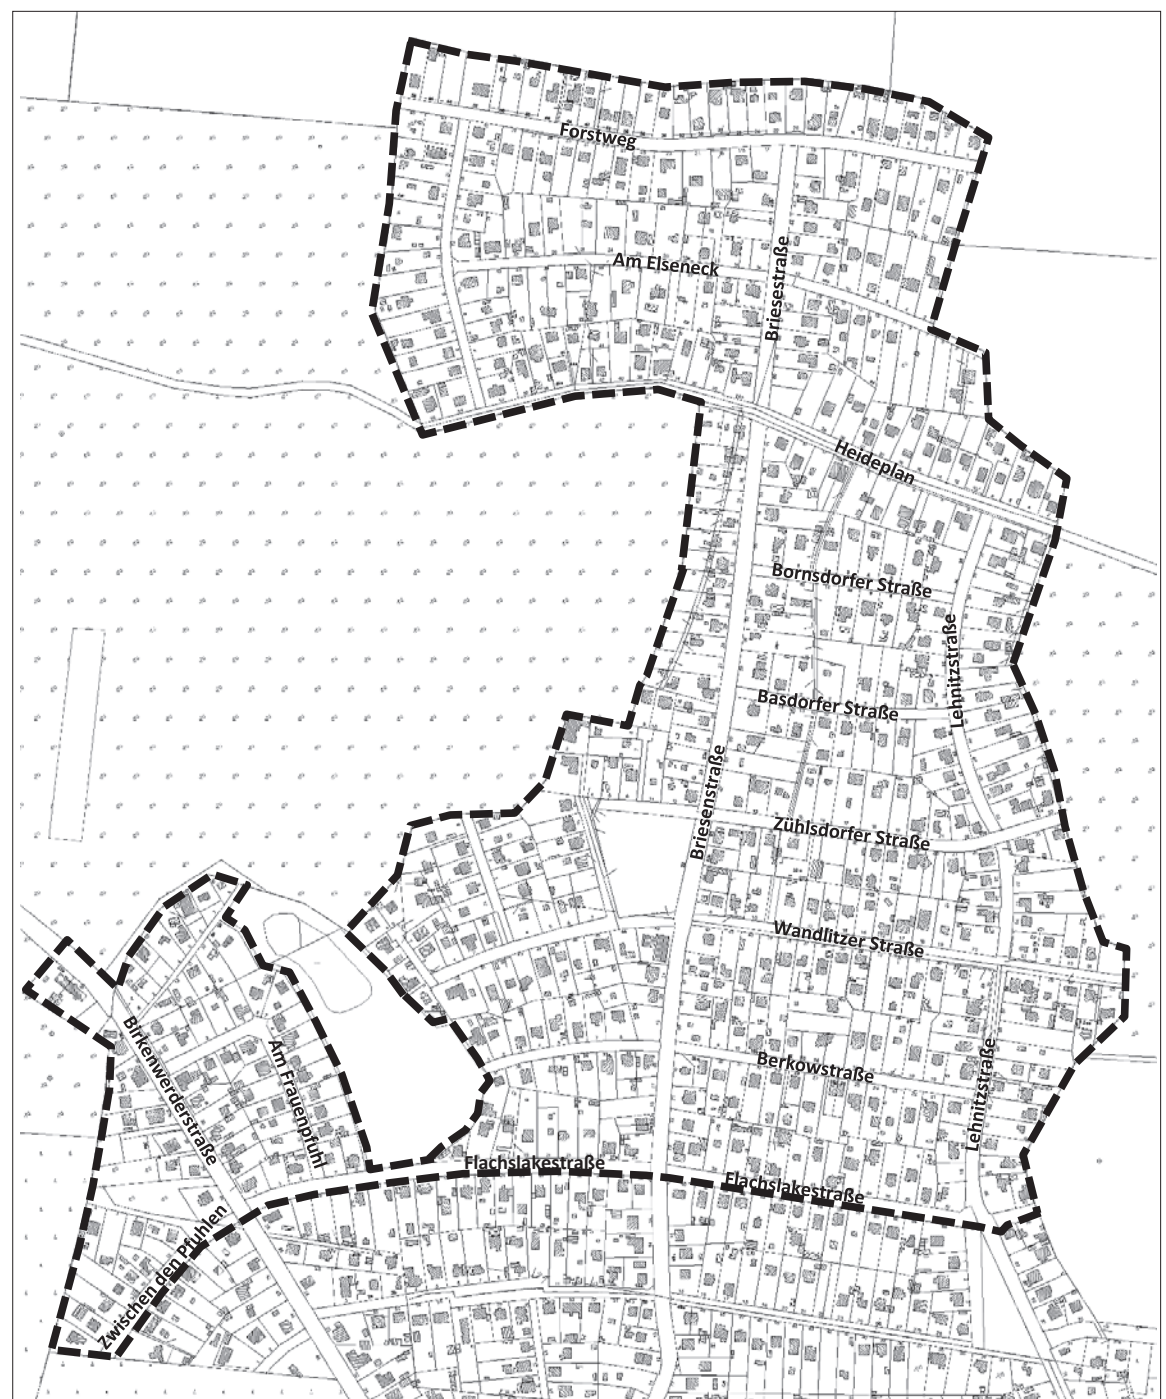 Forstweg
Am Elseneck
Briesestraße
Heideplan
Bornsdorfer Straße
Lehnitzstraße
Basdorfer Straße
Briesenstraße
Zühlsdorfer Straße
Wandlitzer Straße
Birkenwerderstraße
Am Frauenpfuhl
Berkowstraße
Lehnitzstraße
Flachslakestraße
Flachslakestraße
Zwischen den Pfuhlen